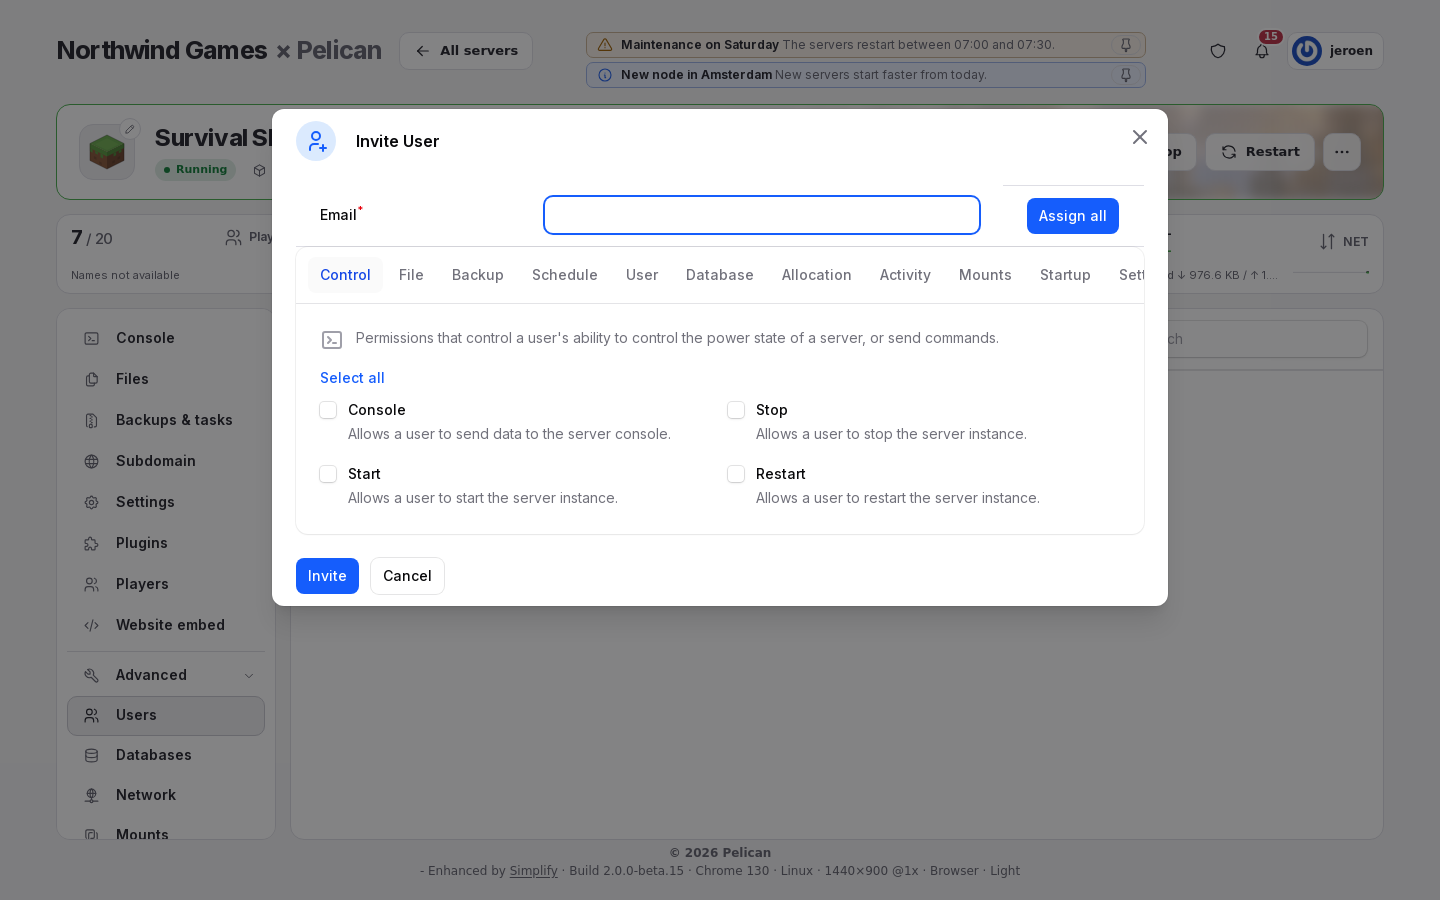 Northwind Games × Pelican
All servers
Maintenance on Saturday The servers restart between 07:00 and 07:30.
New node in Amsterdam New servers start faster from today.
15
jeroen
Survival S
Running
Restart
7 / 20
Play
NET
Names not available
d ↓ 976.6 KB / ↑ 1....
Invite User
Email*
Assign all
Control
File
Backup
Schedule
User
Database
Allocation
Activity
Mounts
Startup
Sett
Permissions that control a user's ability to control the power state of a server, or send commands.
Select all
Console
Allows a user to send data to the server console.
Stop
Allows a user to stop the server instance.
Start
Allows a user to start the server instance.
Restart
Allows a user to restart the server instance.
Invite
Cancel
Console
Files
Backups & tasks
Subdomain
Settings
Plugins
Players
Website embed
Advanced
Users
Databases
Network
Mounts
© 2026 Pelican
- Enhanced by Simplify · Build 2.0.0-beta.15 · Chrome 130 · Linux · 1440×900 @1x · Browser · Light